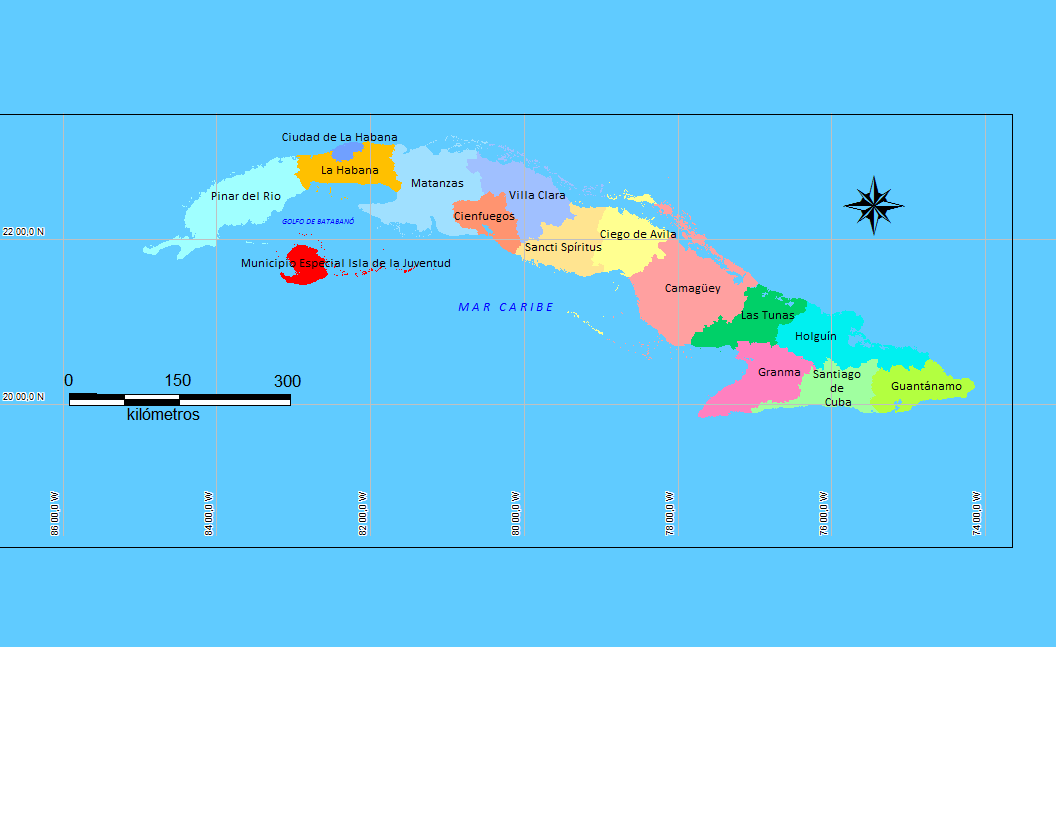 Ciudad de La Habana
La Habana
Pinar del Rio
Matanzas
Villa Clara
Cienfuegos
GOLFO DE BATABANÓ
22 00,0 N
Ciego de Avila
Sancti Spíritus
Municipio Especial Isla de la Juventud
Camagüey
MAR CARIBE
Las Tunas
Holguín
Granma
Santiago
de
Cuba
Guantánamo
0 150 300
kilómetros
20 00,0 N
86 00,0 W
84 00,0 W
82 00,0 W
80 00,0 W
78 00,0 W
76 00,0 W
74 00,0 W